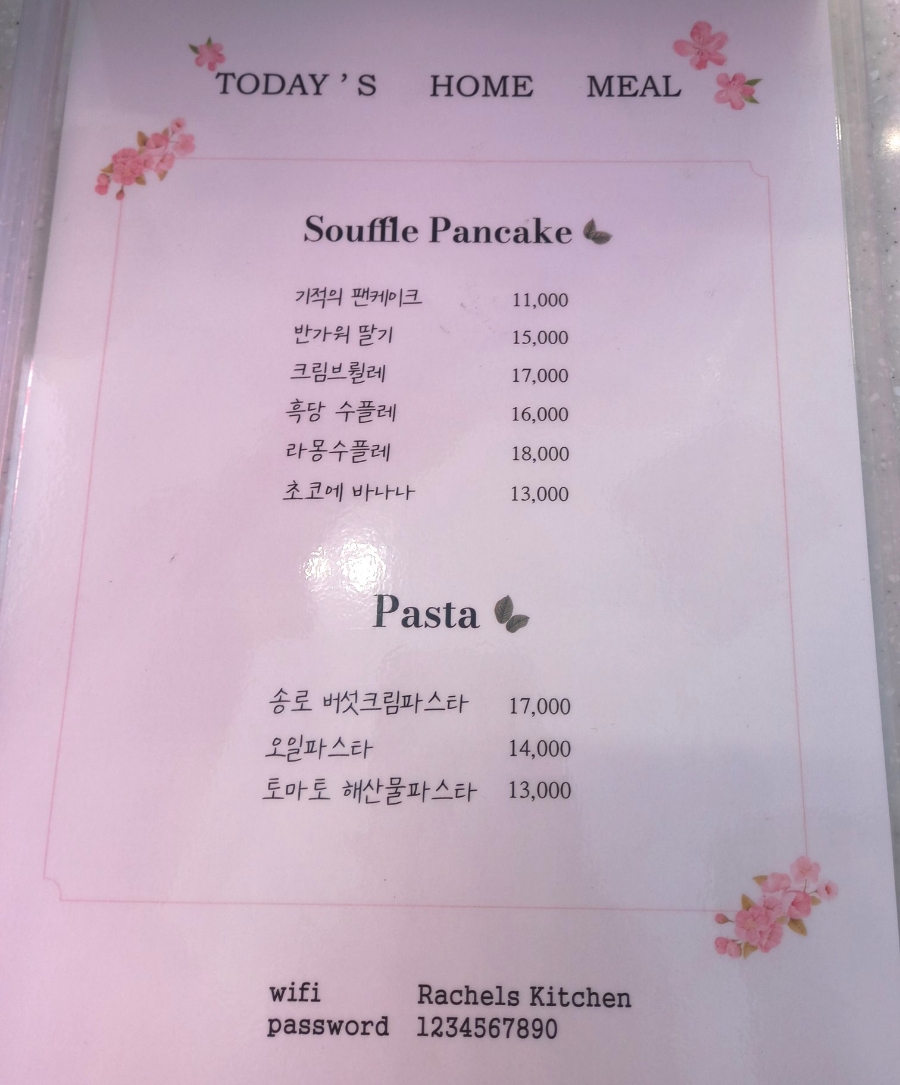 TODAY'S HOME MEAL
Souffle Pancake
기적의 팬케이크 11,000
반가워 딸기 15,000
크림브륄레 17,000
흑당 수플레 16,000
라몽수플레 18,000
초코에 바나나 13,000
Pasta
송로 버섯크림파스타 17,000
오일파스타 14,000
토마토 해산물파스타 13,000
wifi Rachels Kitchen
password 1234567890